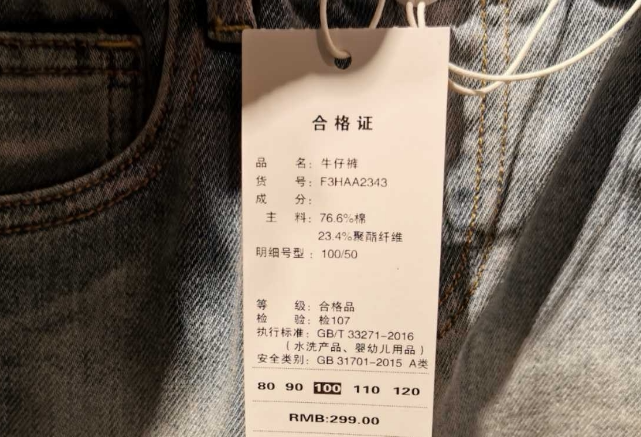 合格证
品 名：牛仔裤
货 号：F3HAA2343
成 分：
主 料：76.6%棉
23.4%聚酯纤维
明细号型：100/50
等 级：合格品
检 验：检107
执行标准：GB/T 33271-2016
（水洗产品、婴幼儿用品）
安全类别：GB 31701-2015 A类
80 90 100 110 120
RMB:299.00